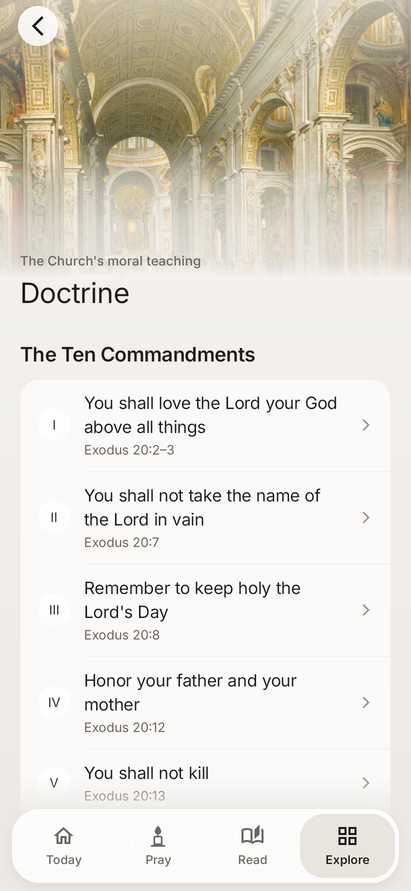 The Church's moral teaching
Doctrine
The Ten Commandments
I
You shall love the Lord your God
above all things
Exodus 20:2–3
II
You shall not take the name of
the Lord in vain
Exodus 20:7
III
Remember to keep holy the
Lord's Day
Exodus 20:8
IV
Honor your father and your
mother
Exodus 20:12
V
You shall not kill
Exodus 20:13
Today
Pray
Read
Explore